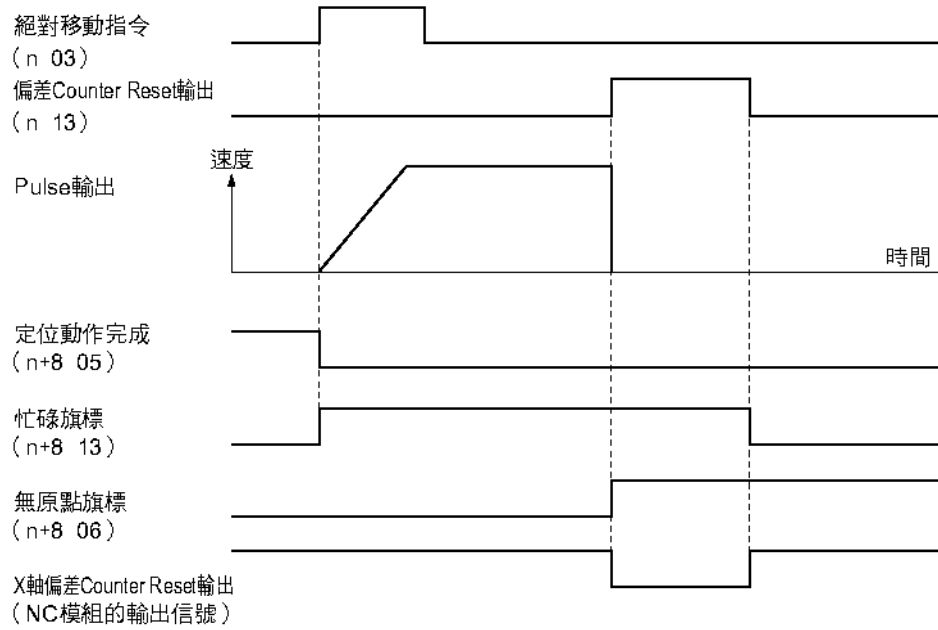 絕對移動指令
（n 03）
偏差Counter Reset輸出
（n 13）
速度
Pulse輸出
時間
定位動作完成
（n+8 05）
忙碌旗標
（n+8 13）
無原點旗標
（n+8 06）
X軸偏差Counter Reset輸出
（NC模組的輸出信號）